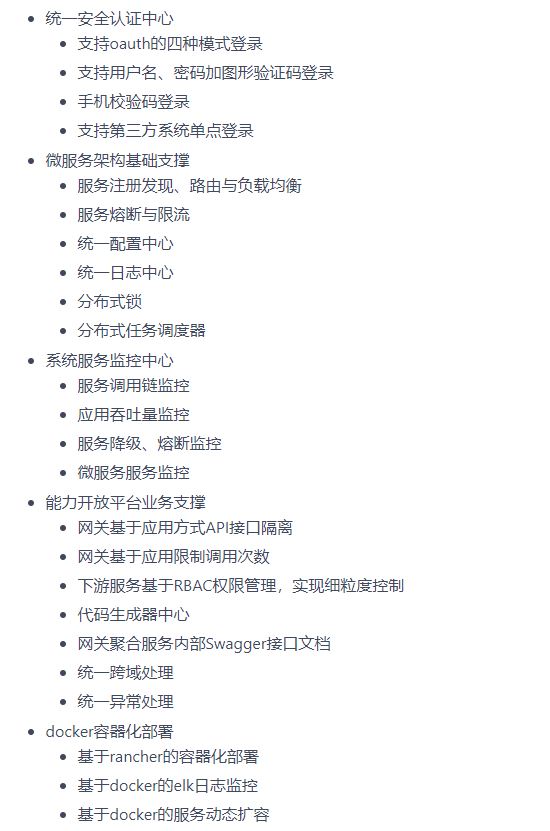 统一安全认证中心
支持oauth的四种模式登录
支持用户名、密码加图形验证码登录
手机校验码登录
支持第三方系统单点登录
微服务架构基础支撑
服务注册发现、路由与负载均衡
服务熔断与限流
统一配置中心
统一日志中心
分布式锁
分布式任务调度器
系统服务监控中心
服务调用链监控
应用吞吐量监控
服务降级、熔断监控
微服务服务监控
能力开放平台业务支撑
网关基于应用方式API接口隔离
网关基于应用限制调用次数
下游服务基于RBAC权限管理，实现细粒度控制
代码生成器中心
网关聚合服务内部Swagger接口文档
统一跨域处理
统一异常处理
docker容器化部署
基于rancher的容器化部署
基于docker的elk日志监控
基于docker的服务动态扩容